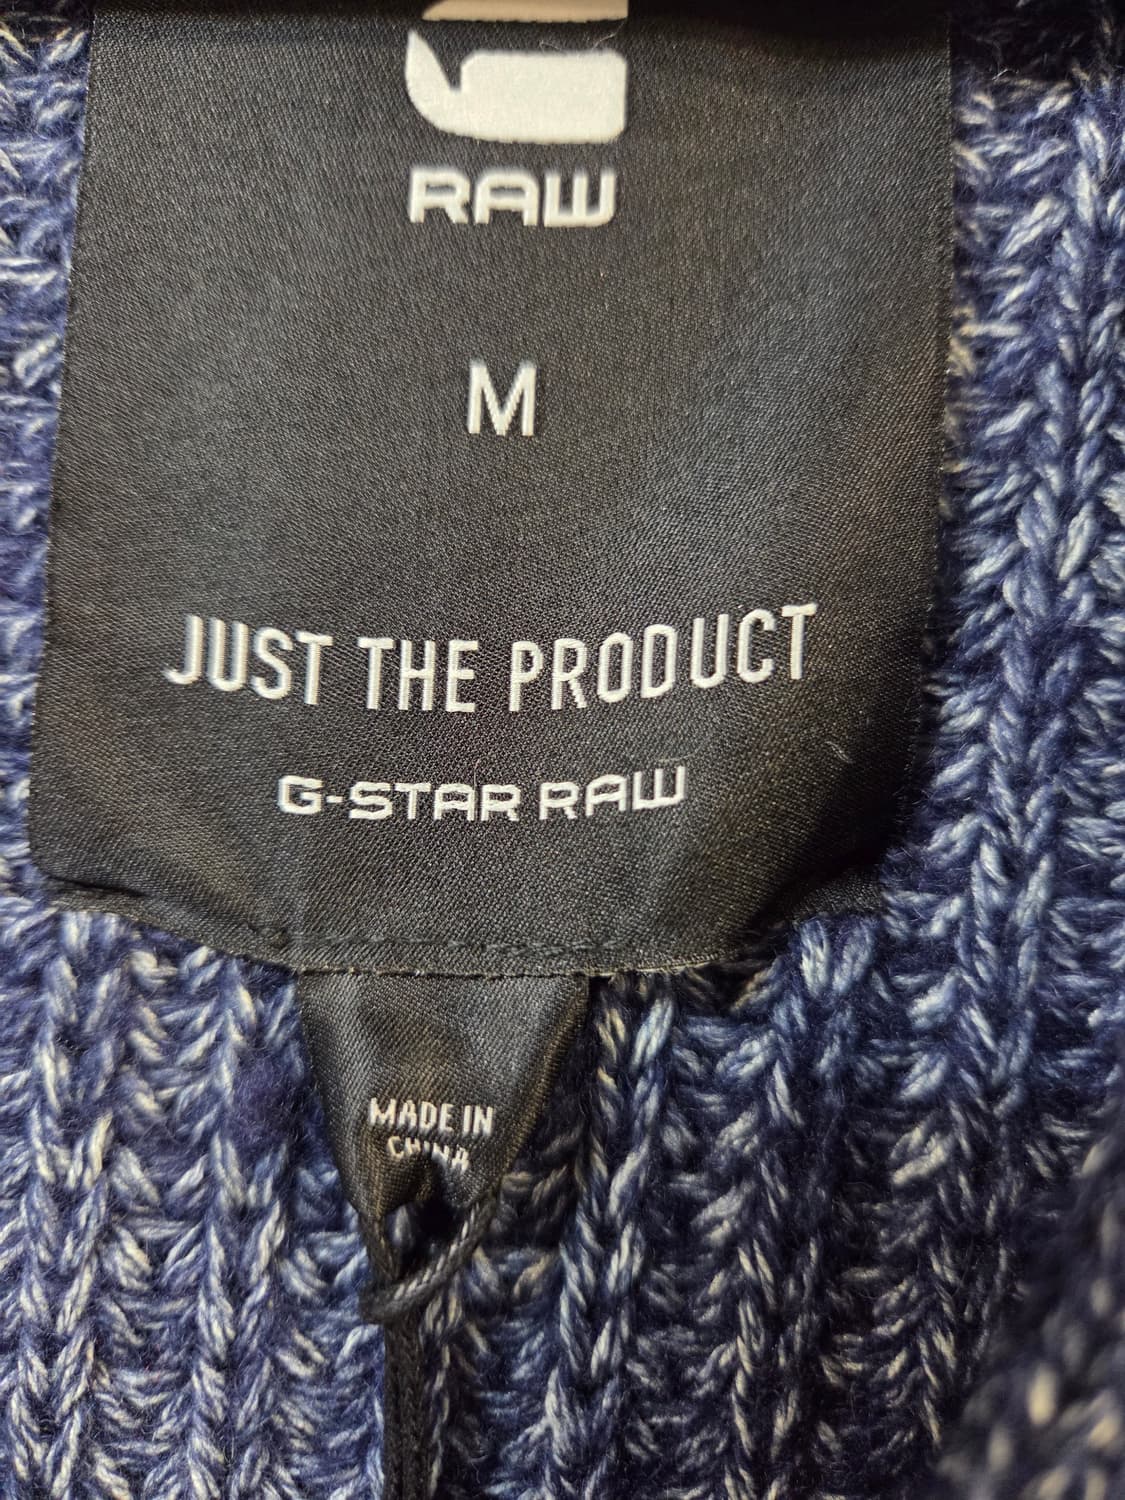 RAW
M
JUST THE PRODUCT
G-STAR RAW
MADE IN
CHINA